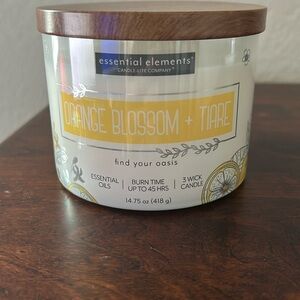 essential elements®
CANDLE-LITE COMPANY®
ORANGE BLOSSOM + TIARE
find your oasis
ESSENTIAL OILS | BURN TIME UP TO 45 HRS | 3 WICK CANDLE
14.75 oz (418 g)